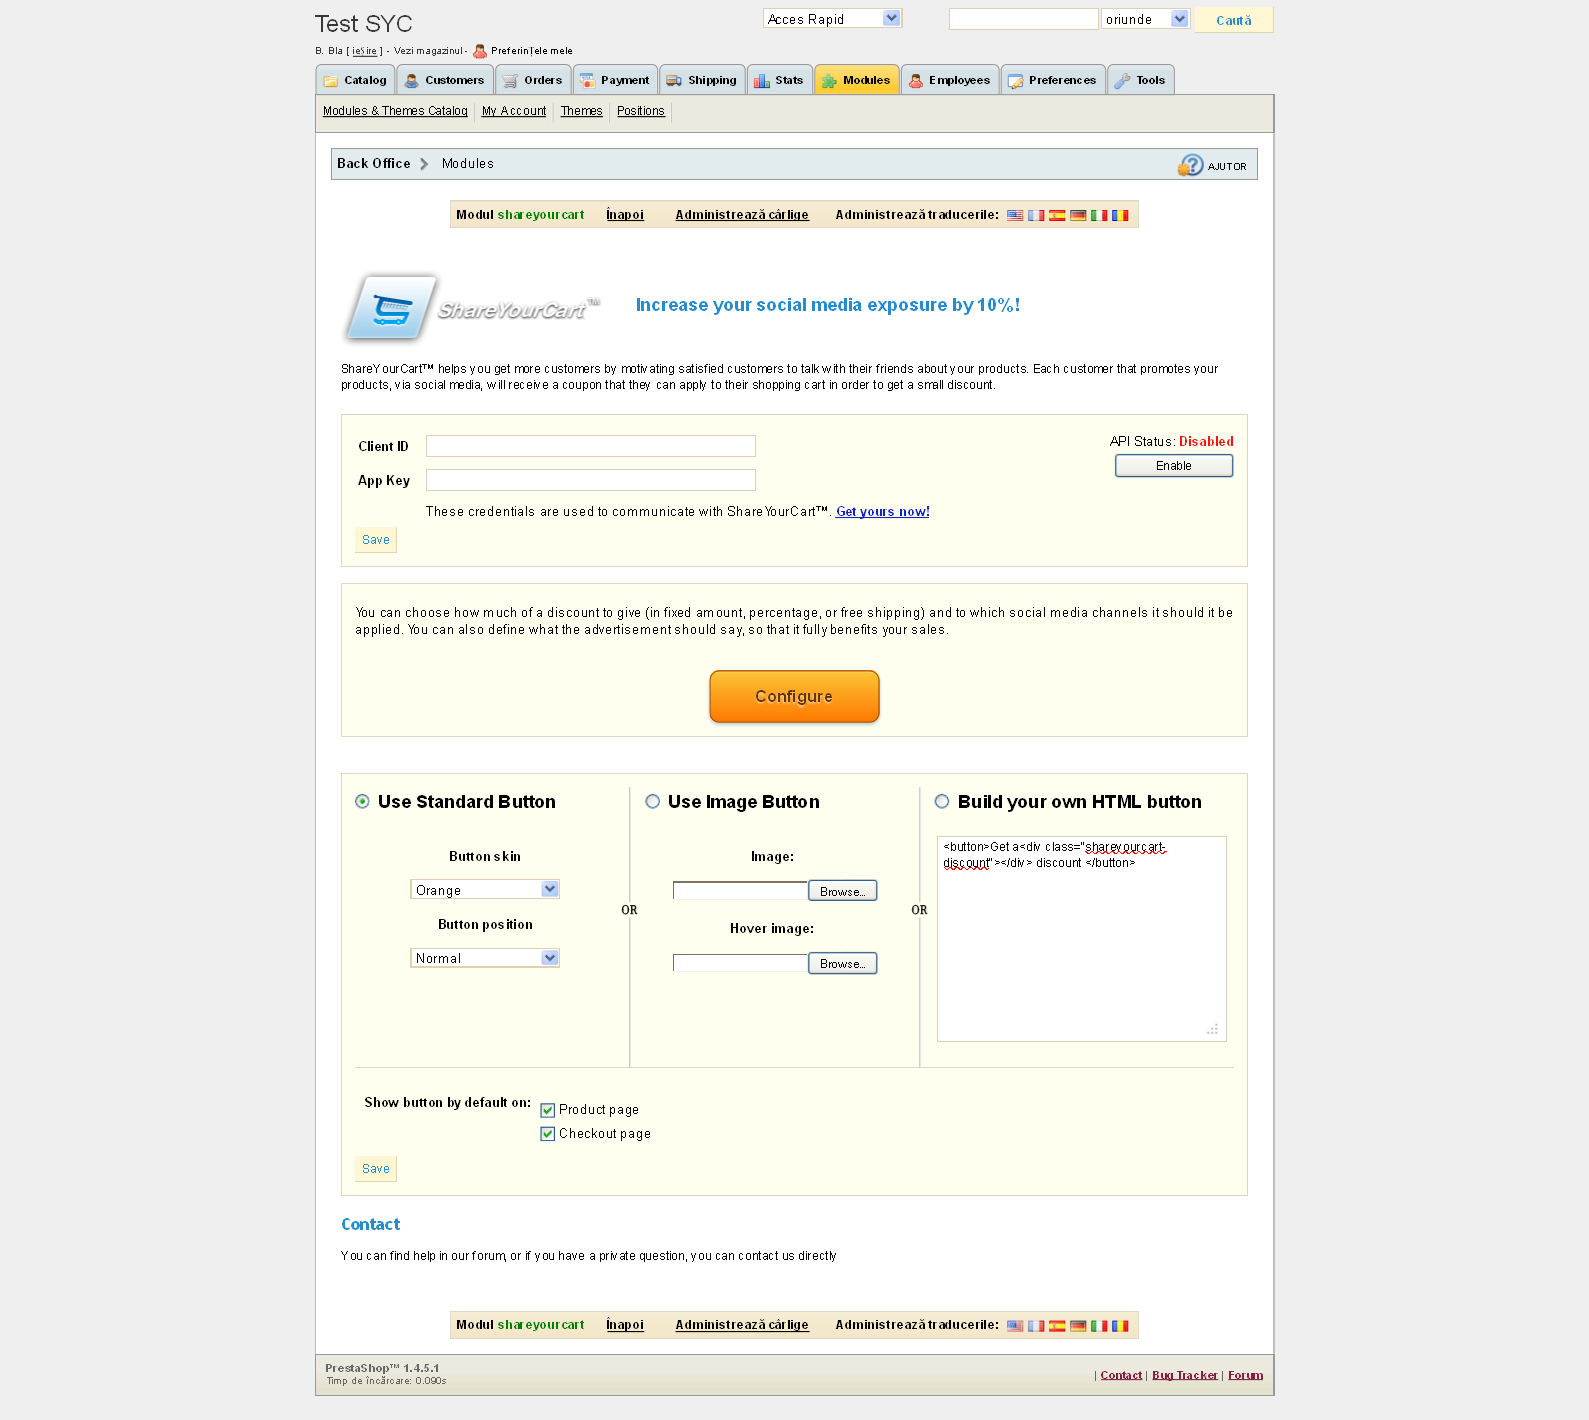 Test SYC
Acces Rapid
oriunde
Caută
B. Bla [ ieșire ] - Vezi magazinul - Preferințele mele
Catalog Customers Orders Payment Shipping Stats Modules Employees Preferences Tools
Modules & Themes Catalog My Account Themes Positions
Back Office > Modules
AJUTOR
Modul shareyourcart Înapoi Administrează cârlige Administrează traducerile:
ShareYourCart™
Increase your social media exposure by 10%!
ShareYourCart™ helps you get more customers by motivating satisfied customers to talk with their friends about your products. Each customer that promotes your
products, via social media, will receive a coupon that they can apply to their shopping cart in order to get a small discount.
Client ID
API Status: Disabled
Enable
App Key
These credentials are used to communicate with ShareYourCart™. Get yours now!
Save
You can choose how much of a discount to give (in fixed amount, percentage, or free shipping) and to which social media channels it should it be
applied. You can also define what the advertisement should say, so that it fully benefits your sales.
Configure
Use Standard Button
Button skin
Orange
Button position
Normal
OR
Use Image Button
Image:
Browse...
Hover image:
Browse...
OR
Build your own HTML button
<button>Get a<div class="shareyourcart-
discount"></div> discount </button>
Show button by default on:
Product page
Checkout page
Save
Contact
You can find help in our forum, or if you have a private question, you can contact us directly
Modul shareyourcart Înapoi Administrează cârlige Administrează traducerile:
PrestaShop™ 1.4.5.1
Timp de încărcare: 0.090s
| Contact | Bug Tracker | Forum